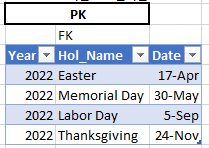 PK
FK
Year Hol_Name Date
2022 Easter 17-Apr
2022 Memorial Day 30-May
2022 Labor Day 5-Sep
2022 Thanksgiving 24-Nov